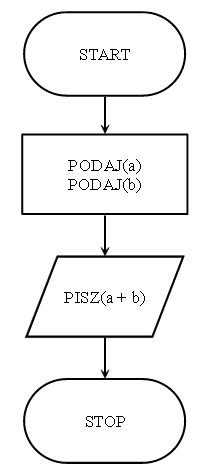 START
PODAJ(a)
PODAJ(b)
PISZ(a + b)
STOP